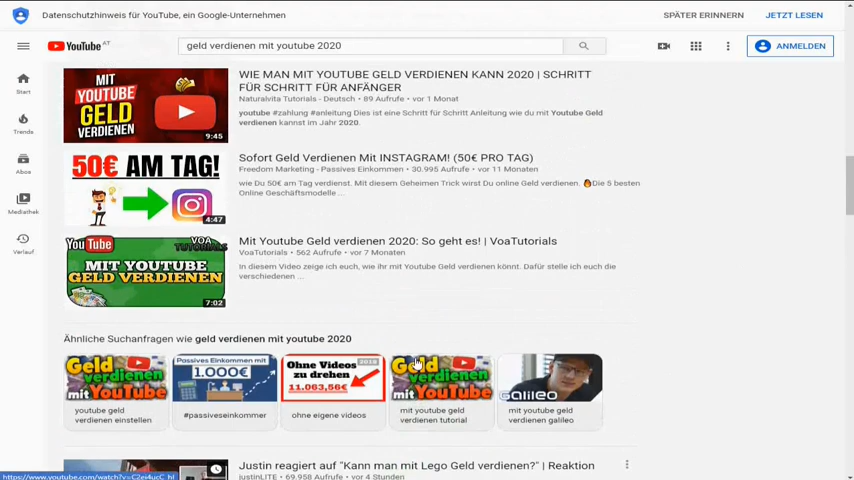 Datenschutzhinweis für YouTube, ein Google-Unternehmen
SPÄTER ERINNERN
JETZT LESEN
YouTube AT
geld verdienen mit youtube 2020
ANMELDEN
Start
Trends
Abos
Mediathek
Verlauf
MIT
YOUTUBE
GELD
VERDIENEN
9:45
WIE MAN MIT YOUTUBE GELD VERDIENEN KANN 2020 | SCHRITT
FÜR SCHRITT FÜR ANFÄNGER
Naturalvita Tutorials - Deutsch • 89 Aufrufe • vor 1 Monat
youtube #zahlung #anleitung Dies ist eine Schritt für Schritt Anleitung wie du mit Youtube Geld
verdienen kannst im Jahr 2020.
50€ AM TAG!
4:47
Sofort Geld Verdienen Mit INSTAGRAM! (50€ PRO TAG)
Freedom Marketing - Passives Einkommen • 30.995 Aufrufe • vor 11 Monaten
wie Du 50€ am Tag verdienst. Mit diesem Geheimen Trick wirst Du online Geld verdienen. Die 5 besten
Online Geschäftsmodelle ...
YouTube
VOA
TUTORIALS
MIT YOUTUBE
GELD VERDIENEN
7:02
Mit Youtube Geld verdienen 2020: So geht es! | VoaTutorials
VoaTutorials • 562 Aufrufe • vor 7 Monaten
In diesem Video zeige ich euch, wie ihr mit Youtube Geld verdienen könnt. Dafür stelle ich euch die
verschiedenen ...
Ähnliche Suchanfragen wie geld verdienen mit youtube 2020
Geld
verdienen
mit YouTube
youtube geld
verdienen einstellen
Passives Einkommen mit
1.000€
#passiveseinkommer
Ohne Videos 2019
zu drehen
11.063,56€
ohne eigene videos
Geld
verdienen
mit YouTube
mit youtube geld
verdienen tutorial
GALILEO
mit youtube geld
verdienen galileo
Justin reagiert auf "Kann man mit Lego Geld verdienen?" | Reaktion
justinLITE • 69.958 Aufrufe • vor 4 Stunden